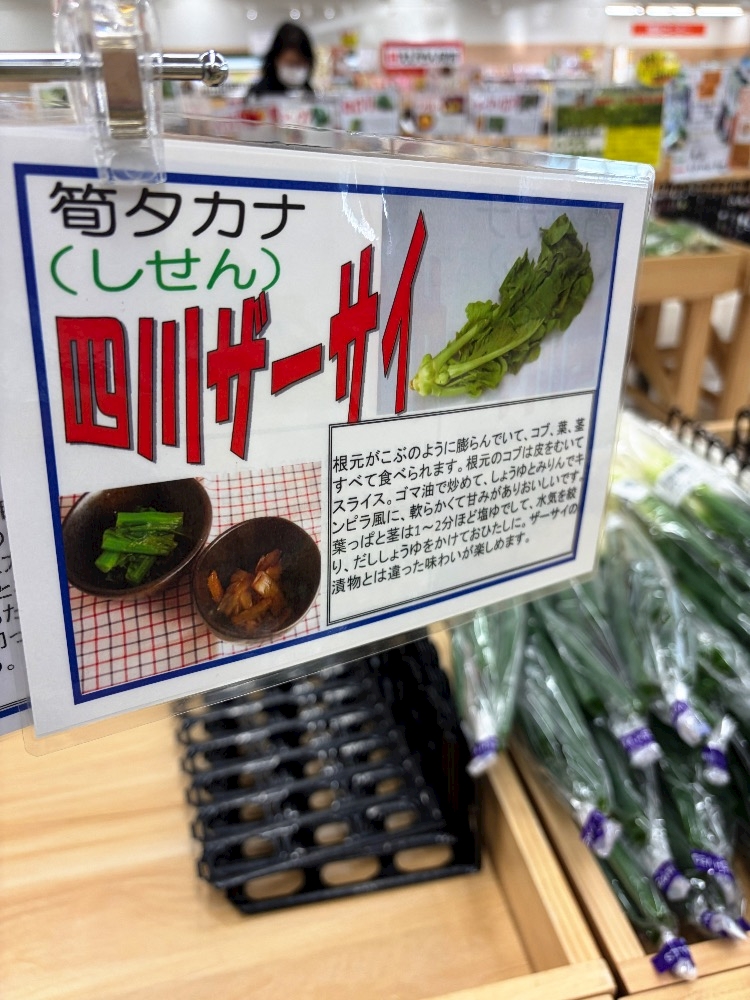 筍タカナ
(しせん)
四川ザーサイ
根元がこぶのように膨らんでいて、コブ、葉、茎
すべて食べられます。根元のコブは皮をむいて
スライス。ゴマ油で炒めて、しょうゆとみりんでキ
ンピラ風に、軟らかくて甘みがありおいしいです。
葉っぱと茎は1～2分ほど塩ゆでして、水気を絞
り、だししょうゆをかけておひたしに。ザーサイの
漬物とは違った味わいが楽しめます。